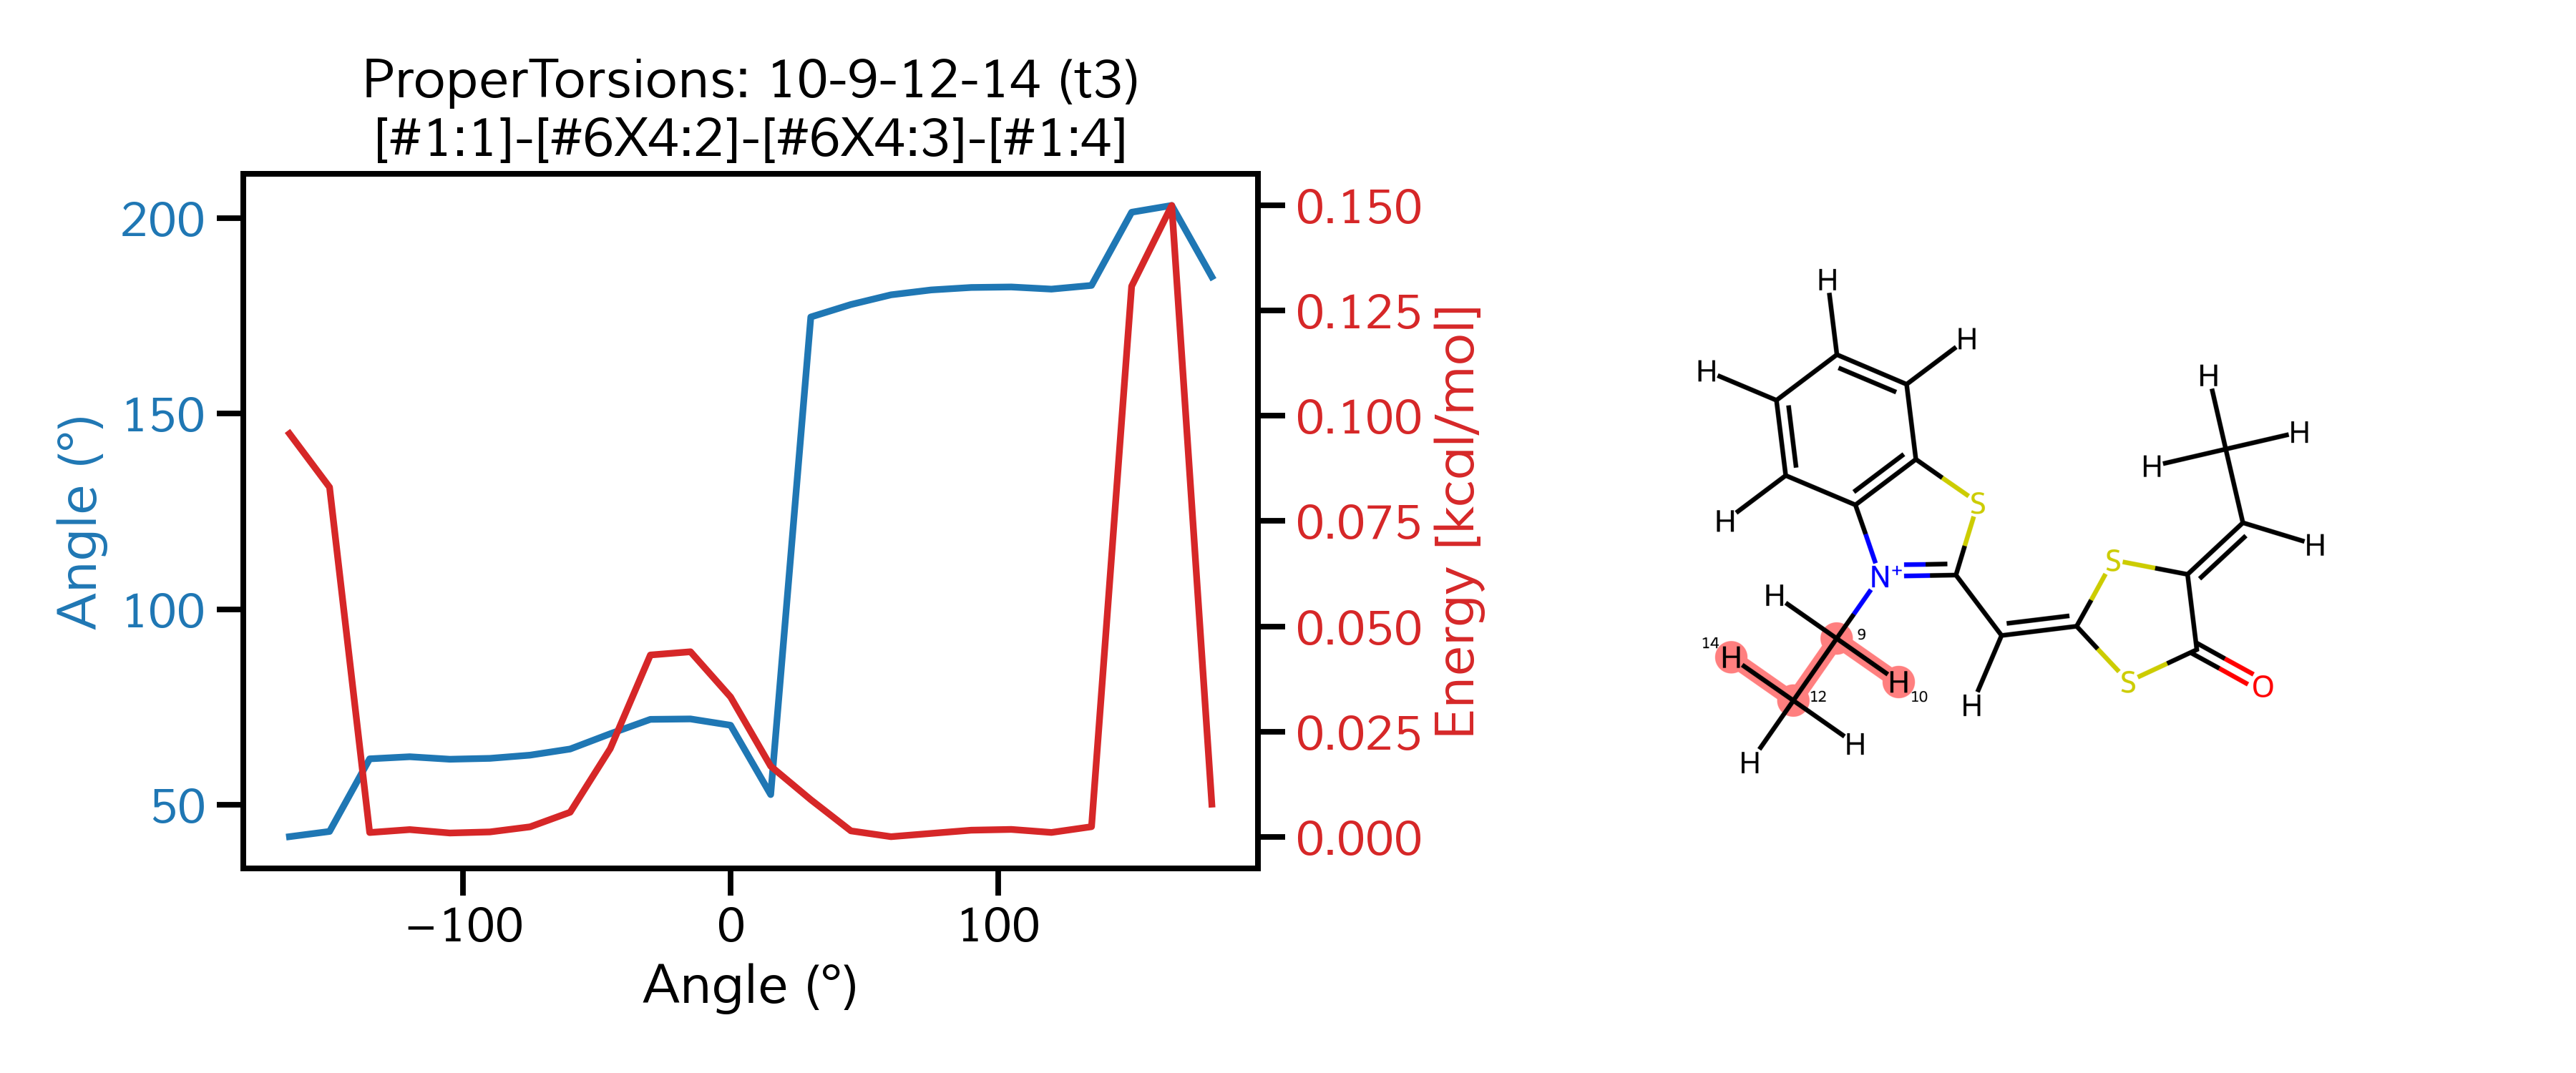 ProperTorsions: 10-9-12-14 (t3)
[#1:1]-[#6X4:2]-[#6X4:3]-[#1:4]
200
150
100
50
Angle (°)
−100
0
100
Angle (°)
0.150
0.125
0.100
0.075
0.050
0.025
0.000
Energy [kcal/mol]
H
H
H
H
H
H
H
S
H
H
S
N⁺
H
9
14
H
H
10
12
S
O
H
H
H